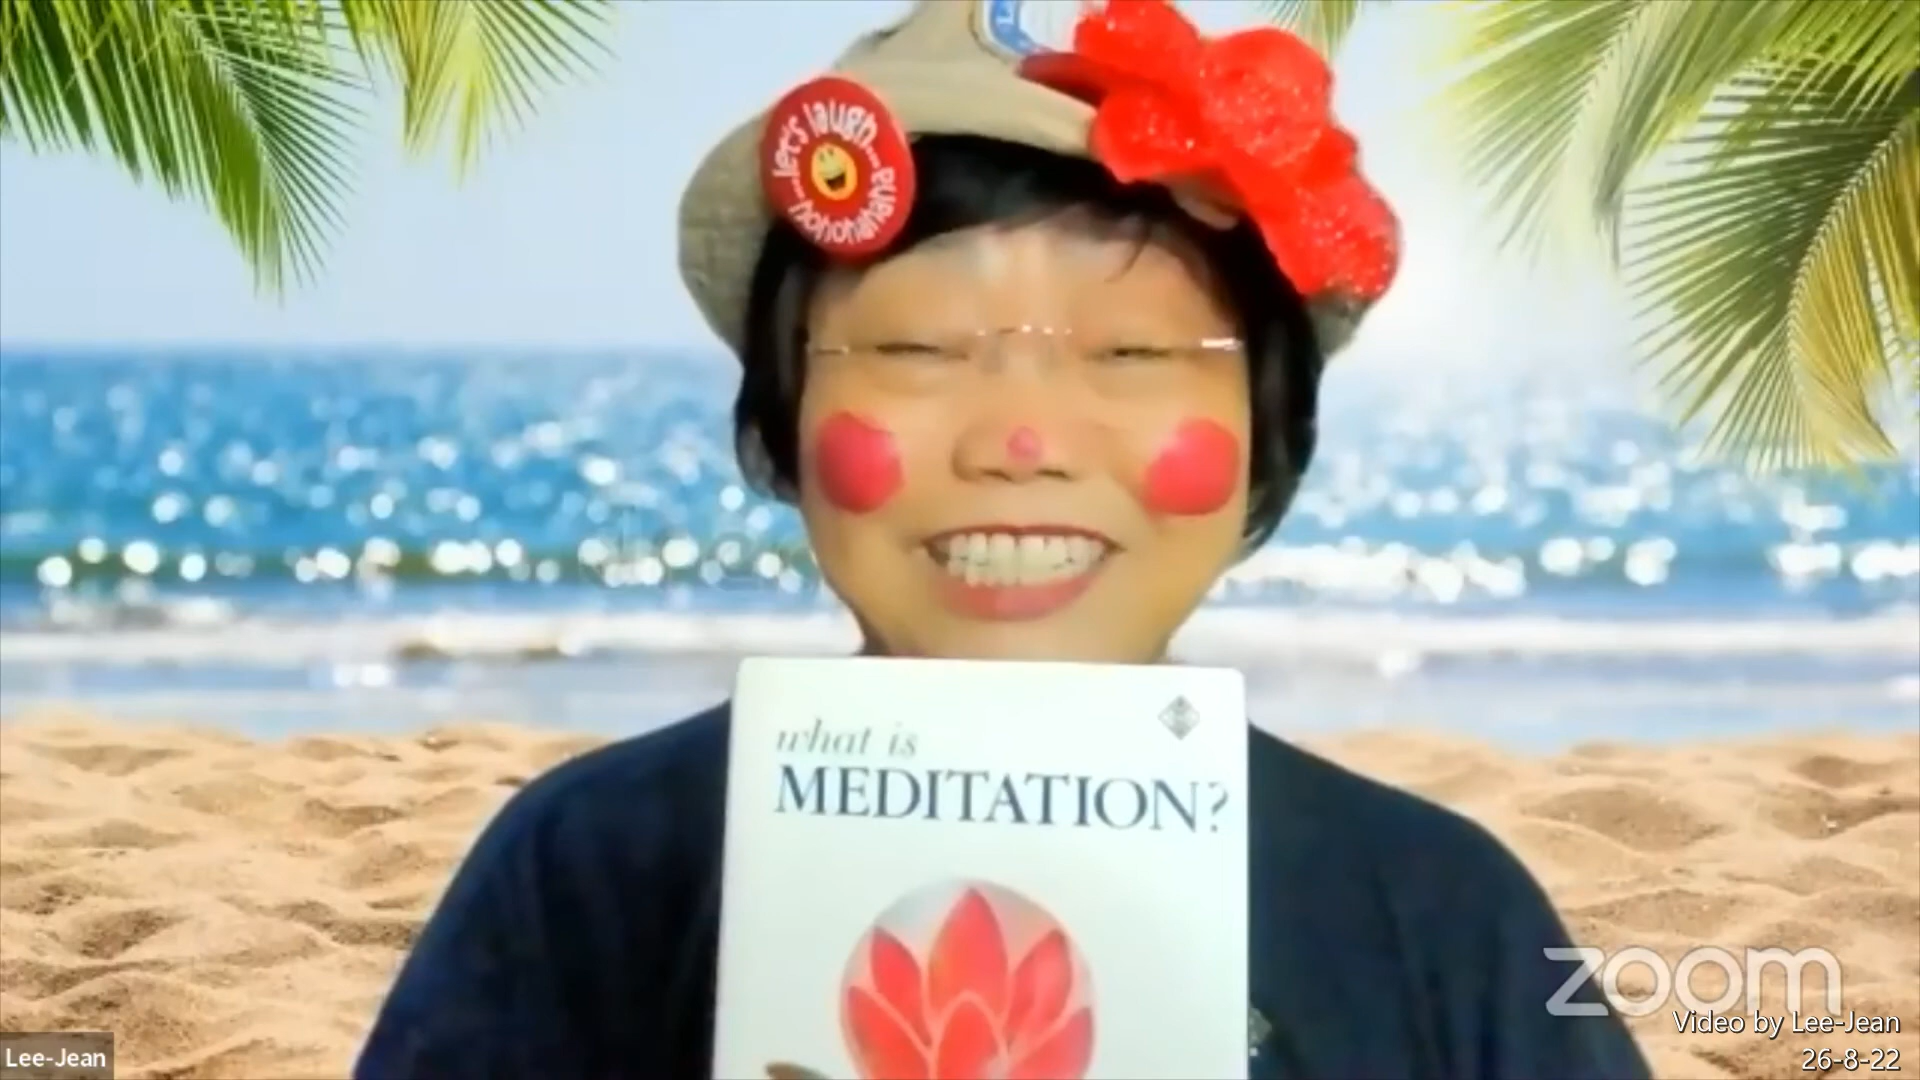 let's laugh...
...hohohahaha
what is
MEDITATION?
zoom
Video by Lee-Jean
26-8-22
Lee-Jean